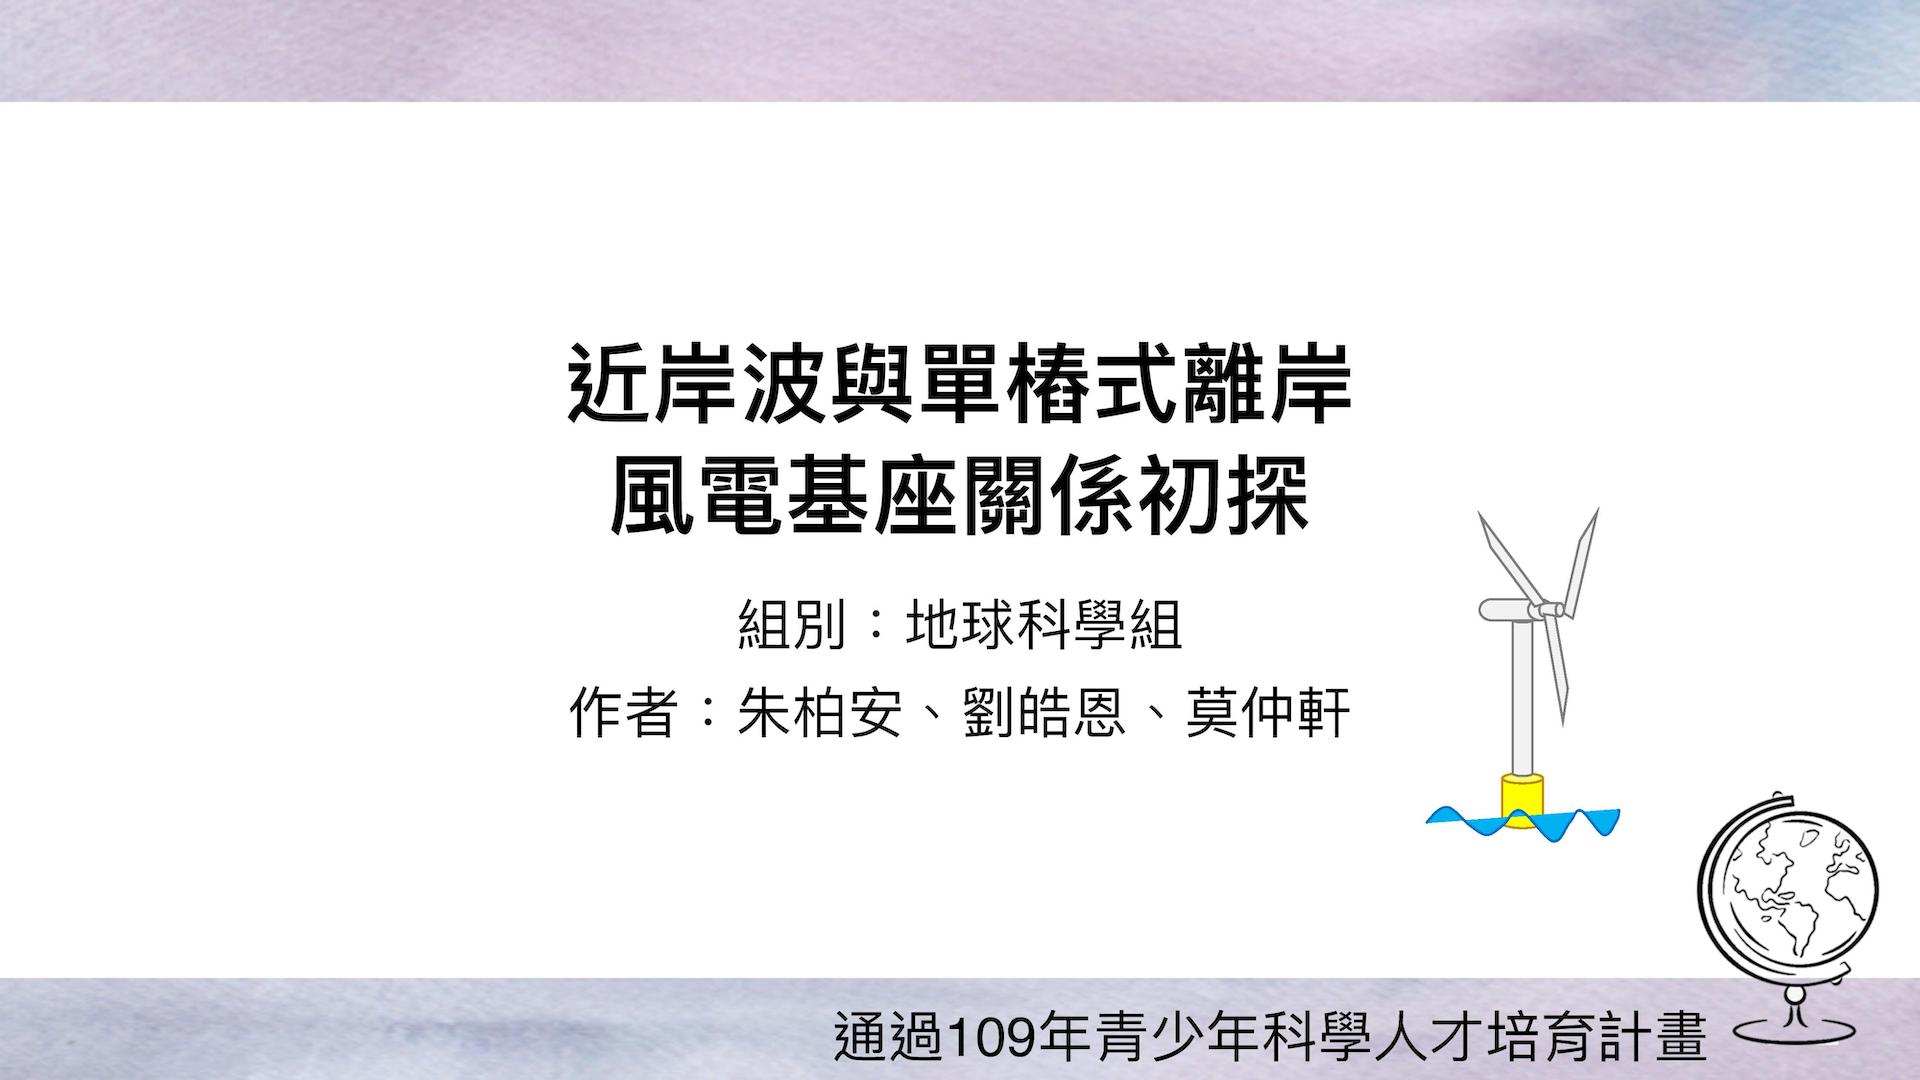 近岸波與單樁式離岸
風電基座關係初探
組別：地球科學組
作者：朱柏安、劉皓恩、莫仲軒
通過109年青少年科學人才培育計畫